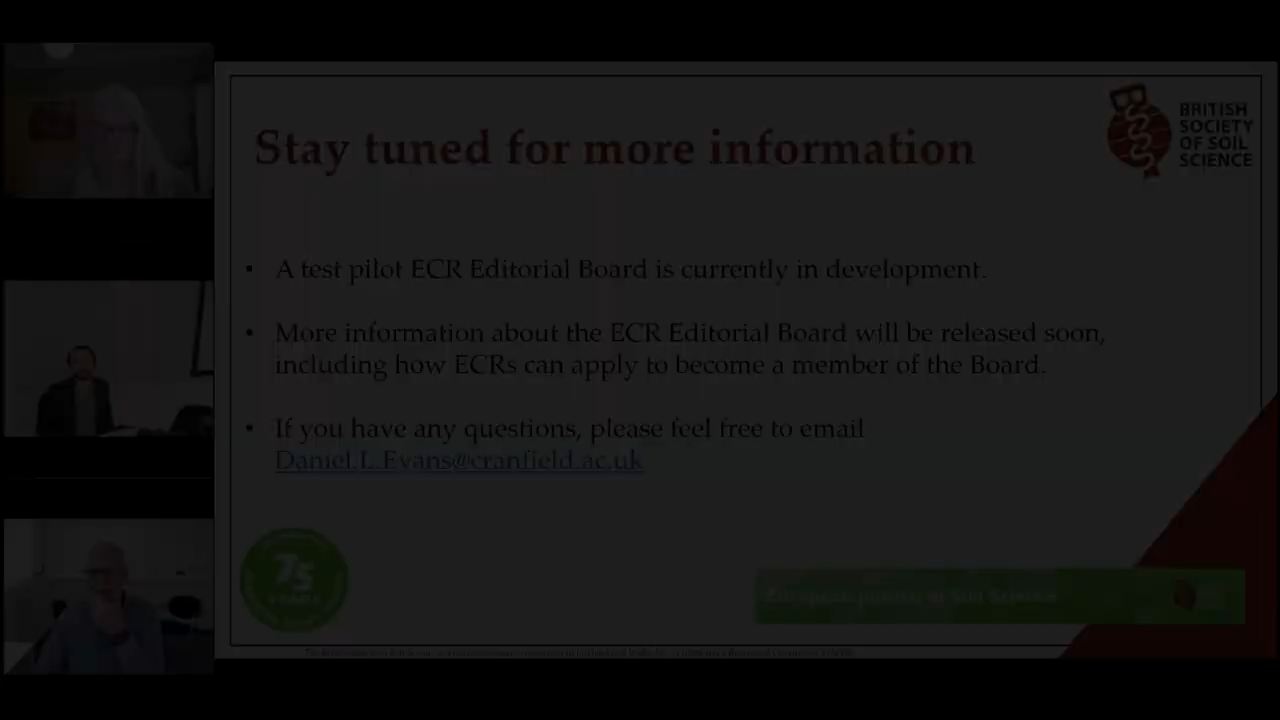 Stay tuned for more information
BRITISH
SOCIETY
OF SOIL
SCIENCE
• A test pilot ECR Editorial Board is currently in development.
• More information about the ECR Editorial Board will be released soon,
including how ECRs can apply to become a member of the Board.
• If you have any questions, please feel free to email
Daniel.L.Evans@cranfield.ac.uk
75
YEARS
European Journal of Soil Science